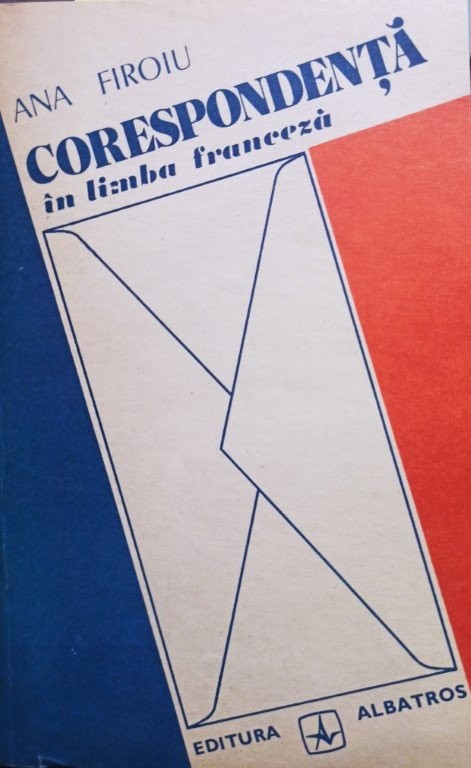 ANA FIROIU
CORESPONDENȚĂ
în limba franceză
EDITURA ALBATROS